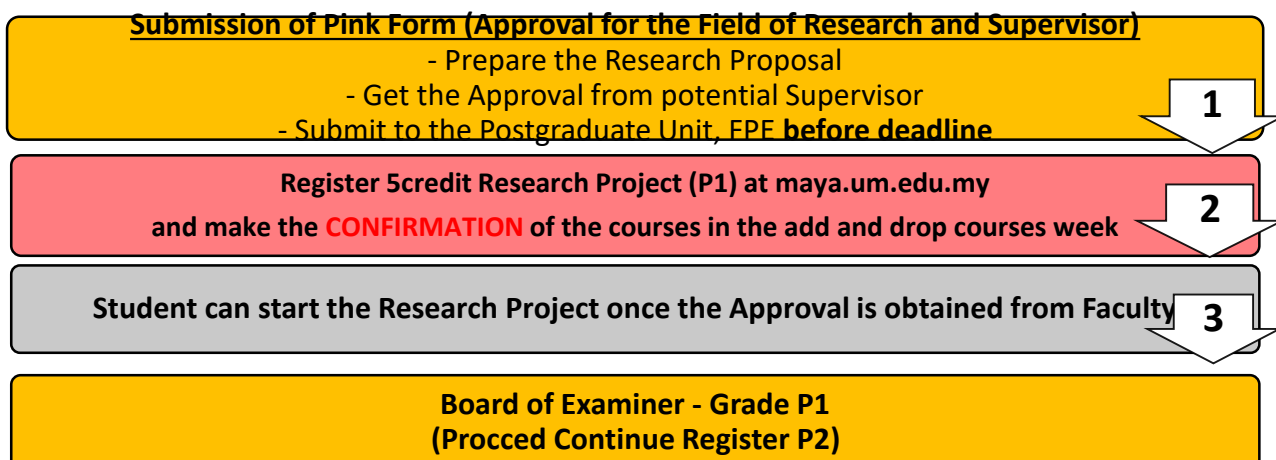 Submission of Pink Form (Approval for the Field of Research and Supervisor)
- Prepare the Research Proposal
- Get the Approval from potential Supervisor
- Submit to the Postgraduate Unit, FPE before deadline
1
Register 5credit Research Project (P1) at maya.um.edu.my
and make the CONFIRMATION of the courses in the add and drop courses week
2
Student can start the Research Project once the Approval is obtained from Faculty
3
Board of Examiner - Grade P1
(Procced Continue Register P2)